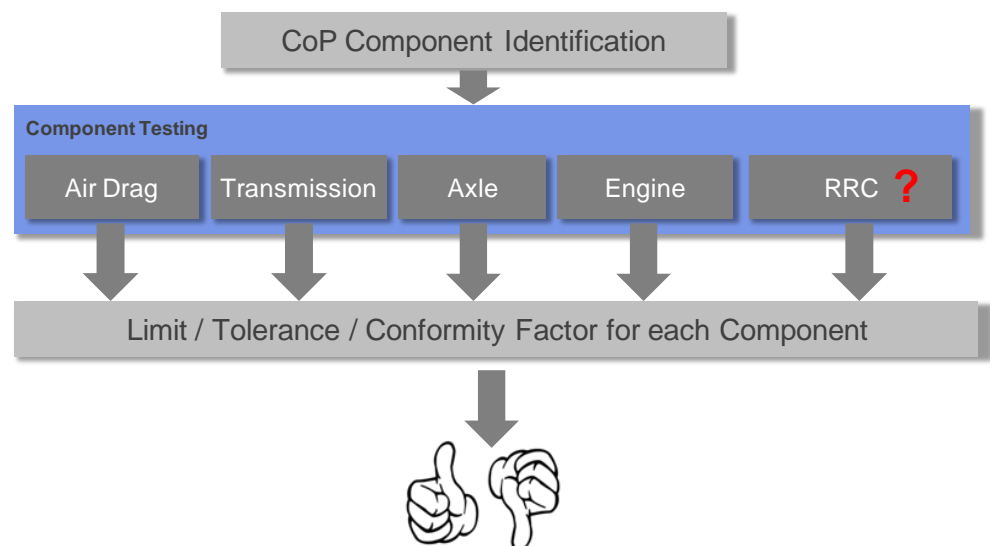 CoP Component Identification
Component Testing
Air Drag
Transmission
Axle
Engine
RRC ?
Limit / Tolerance / Conformity Factor for each Component